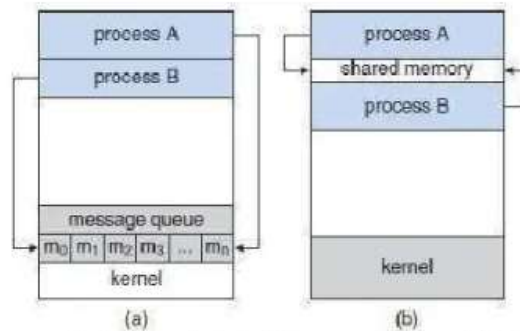 process A
process B
message queue
m0 m1 m2 m3 ... mn
kernel
(a)
process A
shared memory
process B
kernel
(b)